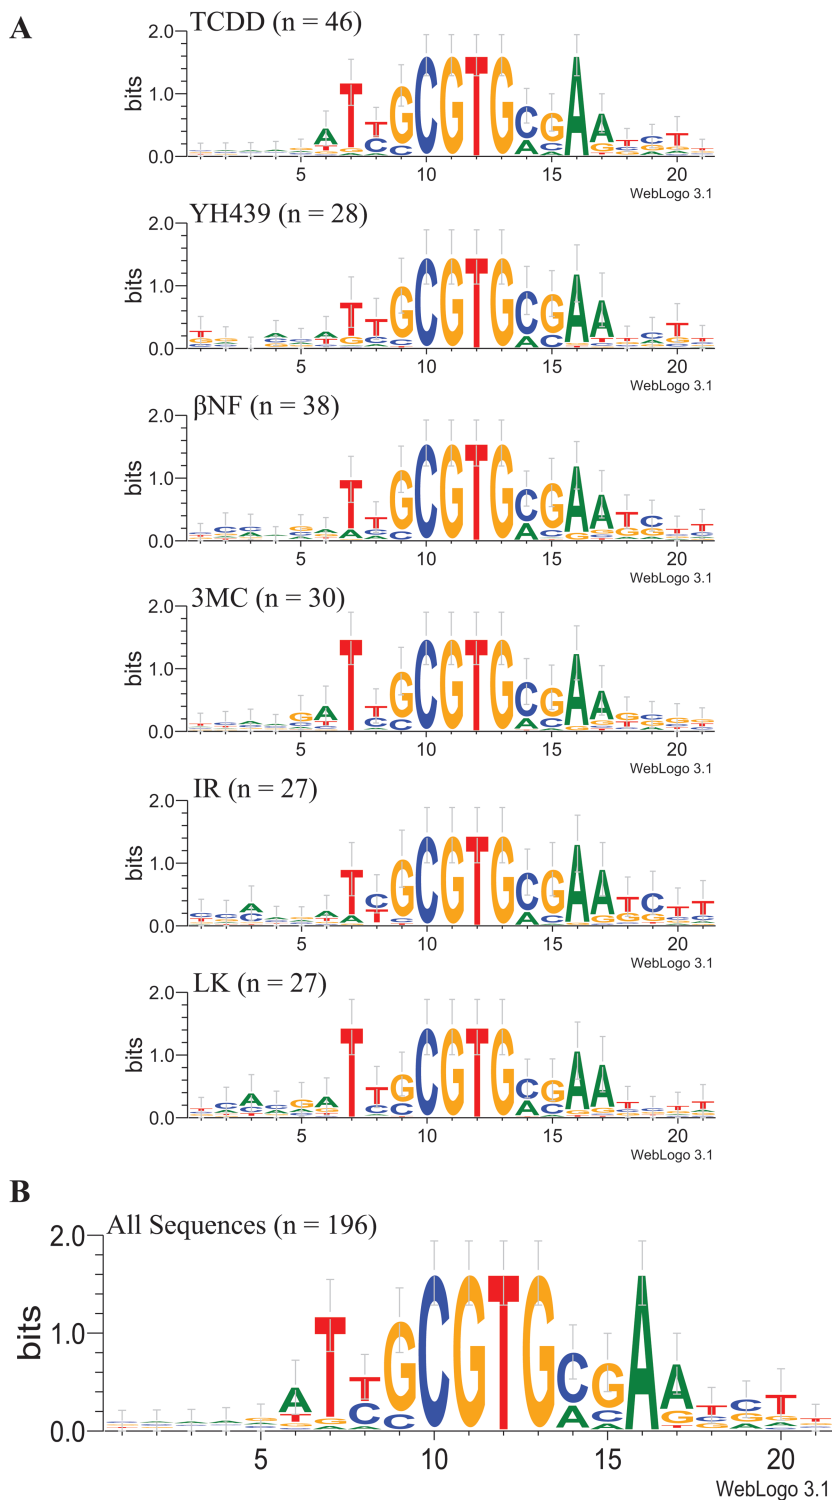 A
TCDD (n = 46)
2.0
1.0
0.0
bits
5 10 15 20
WebLogo 3.1
YH439 (n = 28)
2.0
1.0
0.0
bits
5 10 15 20
WebLogo 3.1
βNF (n = 38)
2.0
1.0
0.0
bits
5 10 15 20
WebLogo 3.1
3MC (n = 30)
2.0
1.0
0.0
bits
5 10 15 20
WebLogo 3.1
IR (n = 27)
2.0
1.0
0.0
bits
5 10 15 20
WebLogo 3.1
LK (n = 27)
2.0
1.0
0.0
bits
5 10 15 20
WebLogo 3.1
B
All Sequences (n = 196)
2.0
1.0
0.0
bits
5 10 15 20
WebLogo 3.1